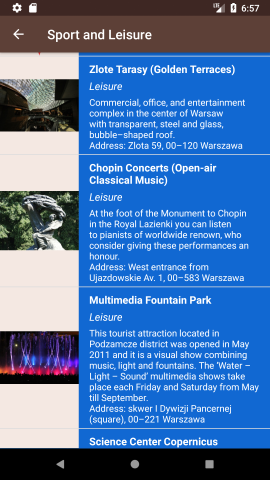 6:57
Sport and Leisure
Zlote Tarasy (Golden Terraces)
Leisure
Commercial, office, and entertainment
complex in the center of Warsaw
with transparent, steel and glass,
bubble–shaped roof.
Address: Zlota 59, 00–120 Warszawa
Chopin Concerts (Open-air
Classical Music)
Leisure
At the foot of the Monument to Chopin
in the Royal Lazienki you can listen
to pianists of worldwide renown, who
consider giving these performances an
honour.
Address: West entrance from
Ujazdowskie Av. 1, 00–583 Warszawa
Multimedia Fountain Park
Leisure
This tourist attraction located in
Podzamcze district was opened in May
2011 and it is a visual show combining
music, light and fountains. The ‘Water –
Light – Sound’ multimedia shows take
place each Friday and Saturday from May
till September.
Address: skwer I Dywizji Pancernej
(square), 00–221 Warszawa
Science Center Copernicus